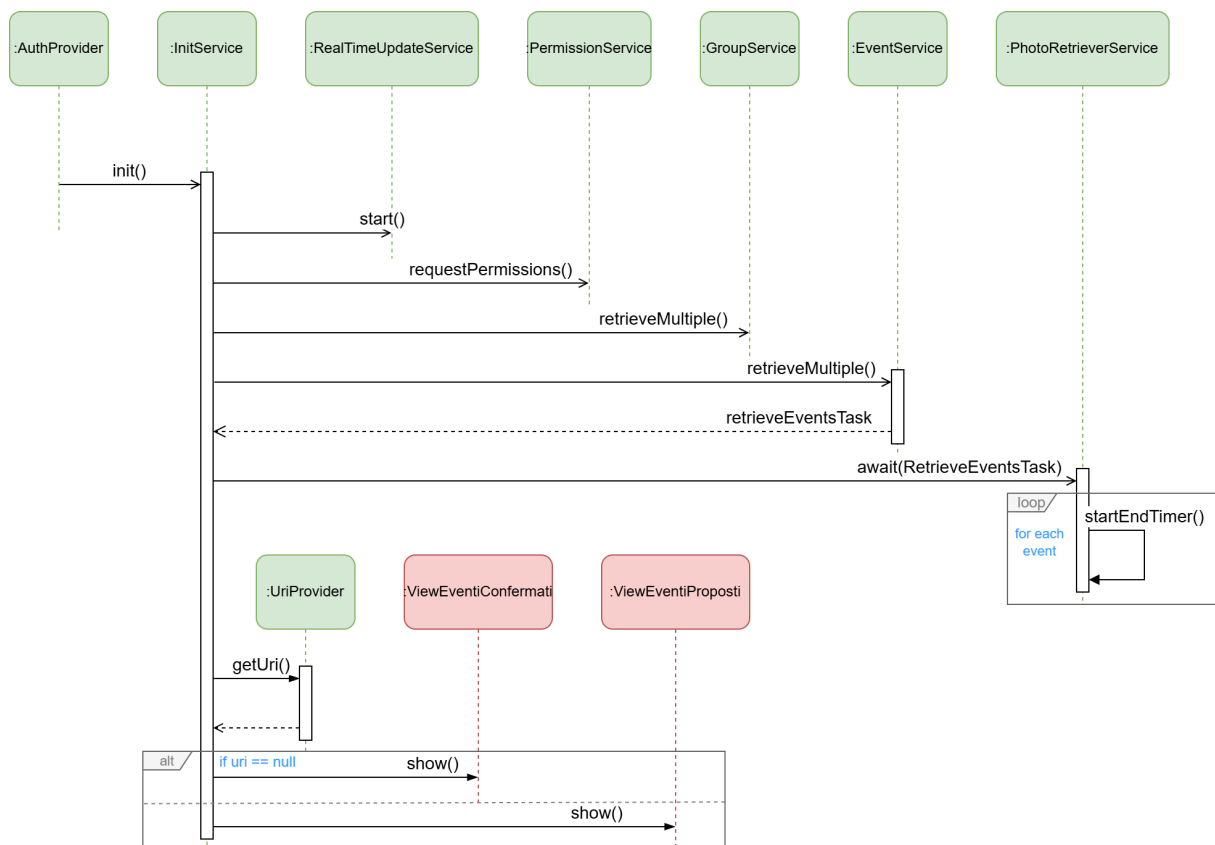 :AuthProvider
:InitService
:RealTimeUpdateService
:PermissionService
:GroupService
:EventService
:PhotoRetrieverService
init()
start()
requestPermissions()
retrieveMultiple()
retrieveMultiple()
retrieveEventsTask
await(RetrieveEventsTask)
loop
startEndTimer()
for each
event
:UriProvider
:ViewEventiConfermati
:ViewEventiProposti
getUri()
alt
if uri == null
show()
show()